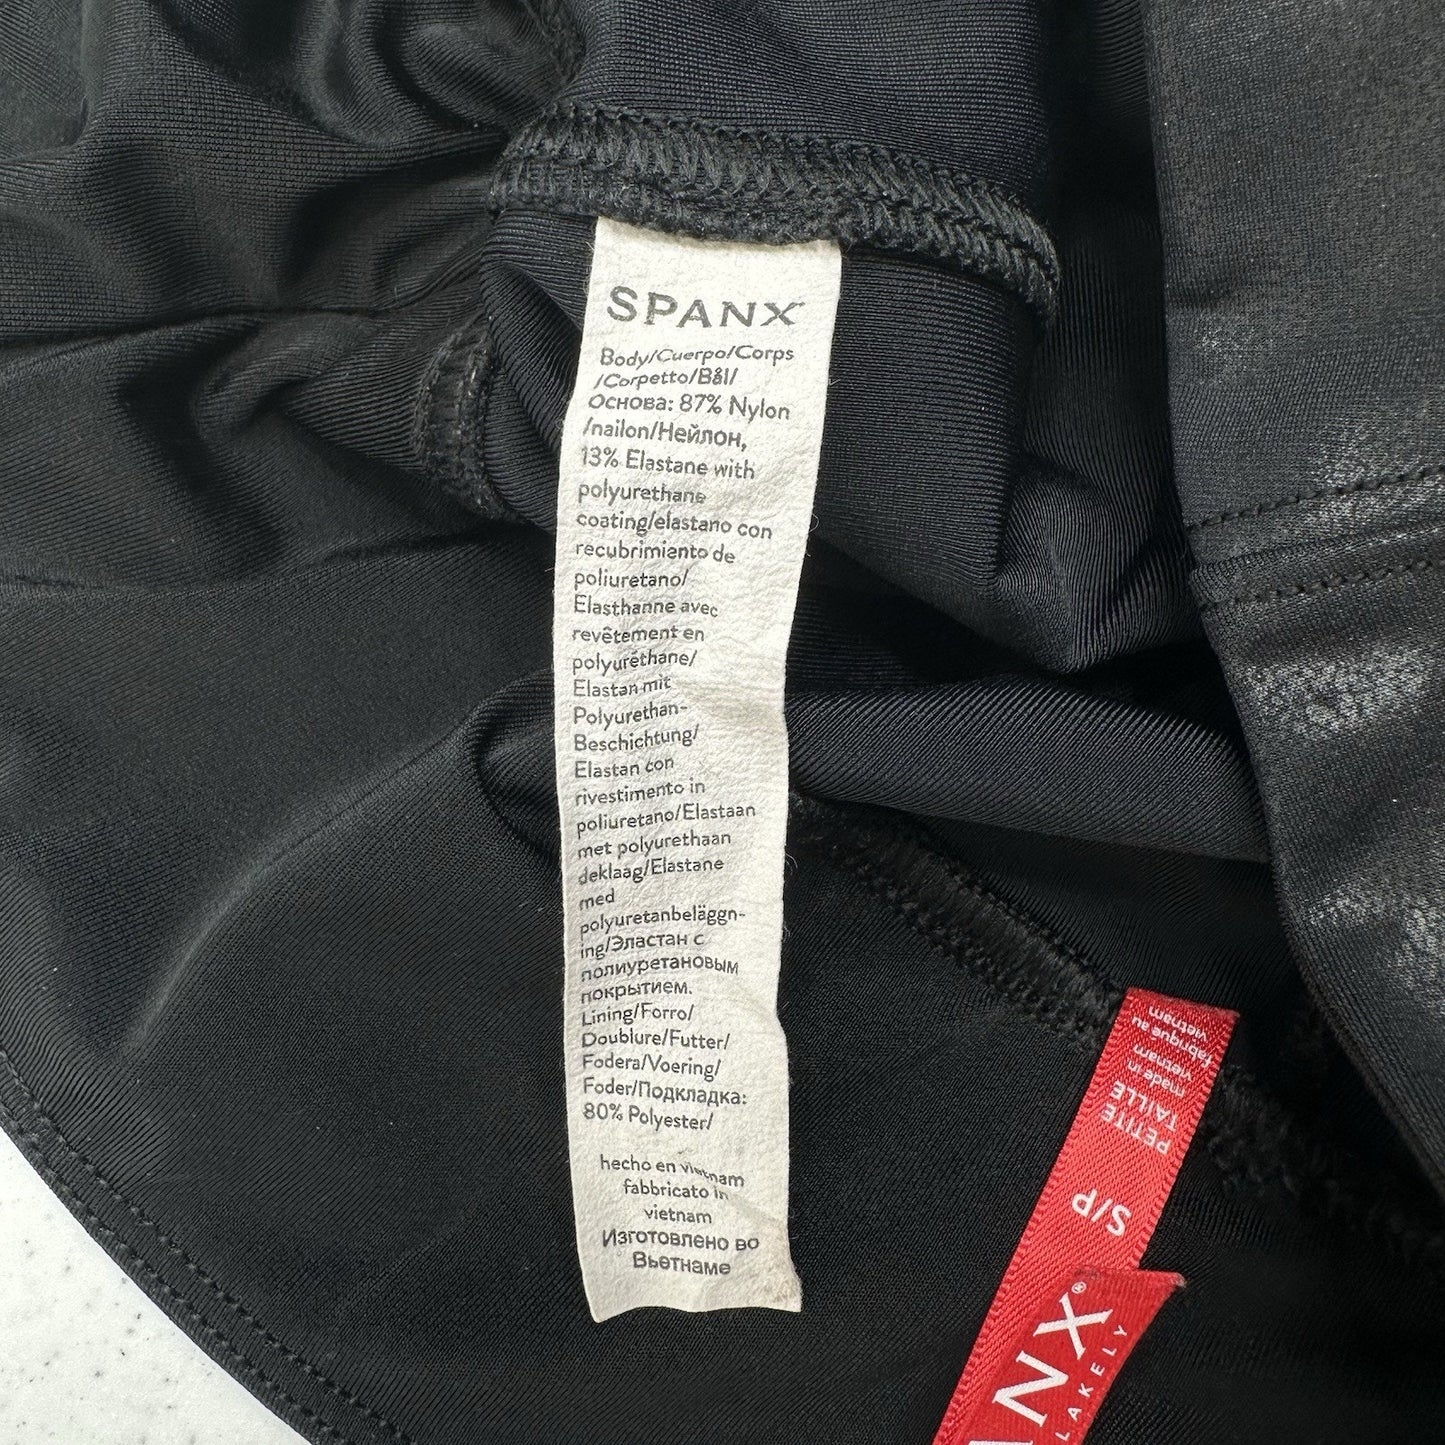 SPANX
Body/Cuerpo/Corps
/Corpetto/Bål/
Основа: 87% Nylon
/nailon/Нейлон,
13% Elastane with
polyurethane
coating/elastano con
recubrimiento de
poliuretano/
Elasthanne avec
revêtement en
polyuréthane/
Elastan mit
Polyurethan-
Beschichtung/
Elastan con
rivestimento in
poliuretano/Elastaan
met polyurethaan
deklaag/Elastane
med
polyuretanbeläggn-
ing/Эластан с
полиуретановым
покрытием.
Lining/Forro/
Doublure/Futter/
Fodera/Voering/
Foder/Подкладка:
80% Polyester/
hecho en vietnam
fabbricato in
vietnam
Изготовлено во
Вьетнаме
S/P
PETITE
TAILLE
made in
vietnam
fabriqué au
vietnam
ANX®
LAKELY